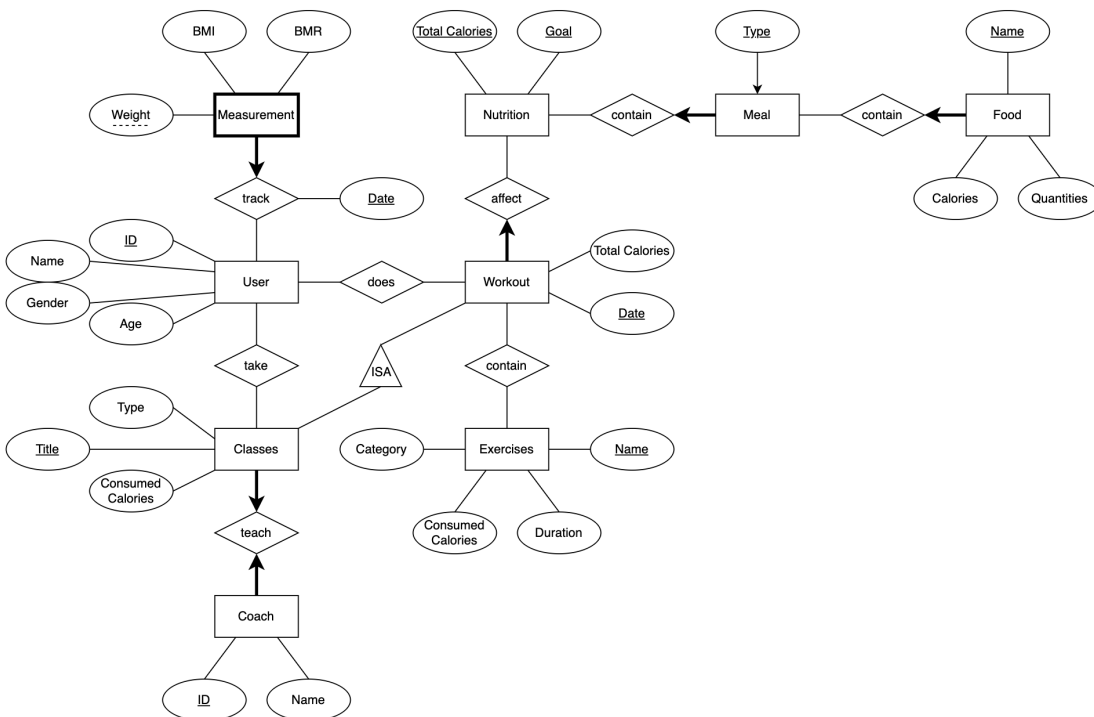 BMI
BMR
Total Calories
Goal
Type
Name
Weight
Measurement
Nutrition
contain
Meal
contain
Food
track
Date
affect
Calories
Quantities
ID
Name
User
does
Workout
Total Calories
Gender
Age
Date
take
ISA
contain
Type
Title
Classes
Category
Exercises
Name
Consumed
Calories
Consumed
Calories
Duration
teach
Coach
ID
Name